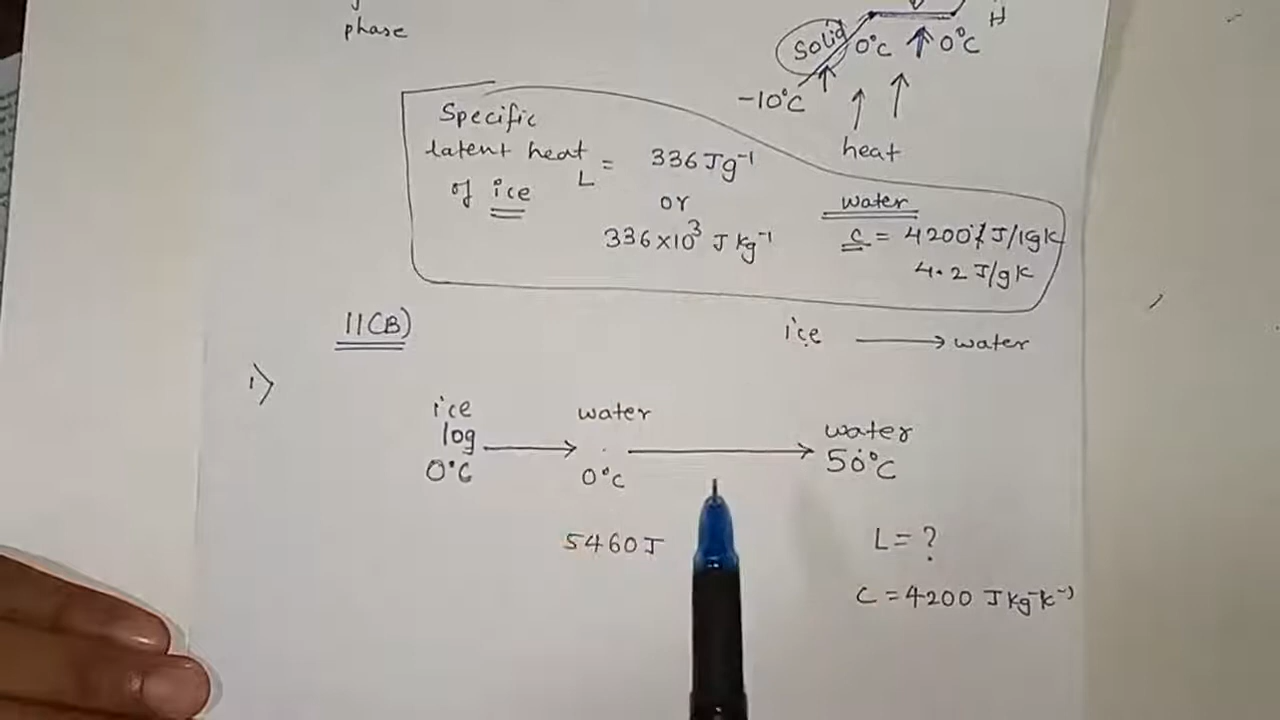 phase
Solid
0°C
0°C
H
-10°C
heat
Specific
latent heat
of ice
L = 336 Jg⁻¹
or
336×10³ J kg⁻¹
water
c = 4200 J/kgK
4.2 J/gK
11(B)
ice → water
1)
ice
10g
0°C
water
0°C
water
50°C
5460J
L = ?
C = 4200 J kg⁻K⁻¹